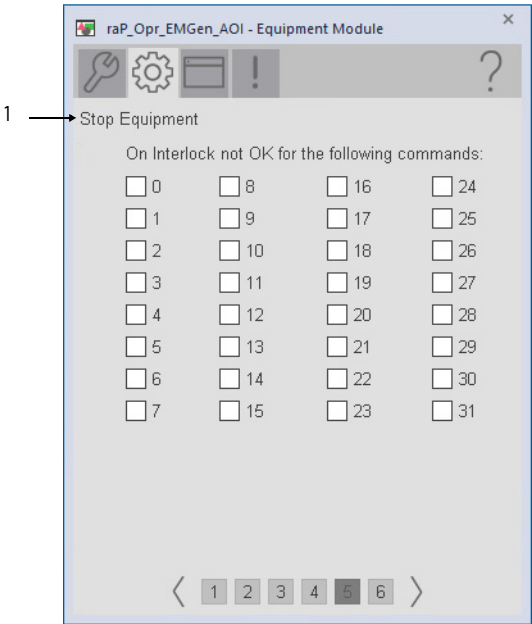 raP_Opr_EMGen_AOI - Equipment Module
1
Stop Equipment
On Interlock not OK for the following commands:
0 8 16 24
1 9 17 25
2 10 18 26
3 11 19 27
4 12 20 28
5 13 21 29
6 14 22 30
7 15 23 31
1 2 3 4 5 6